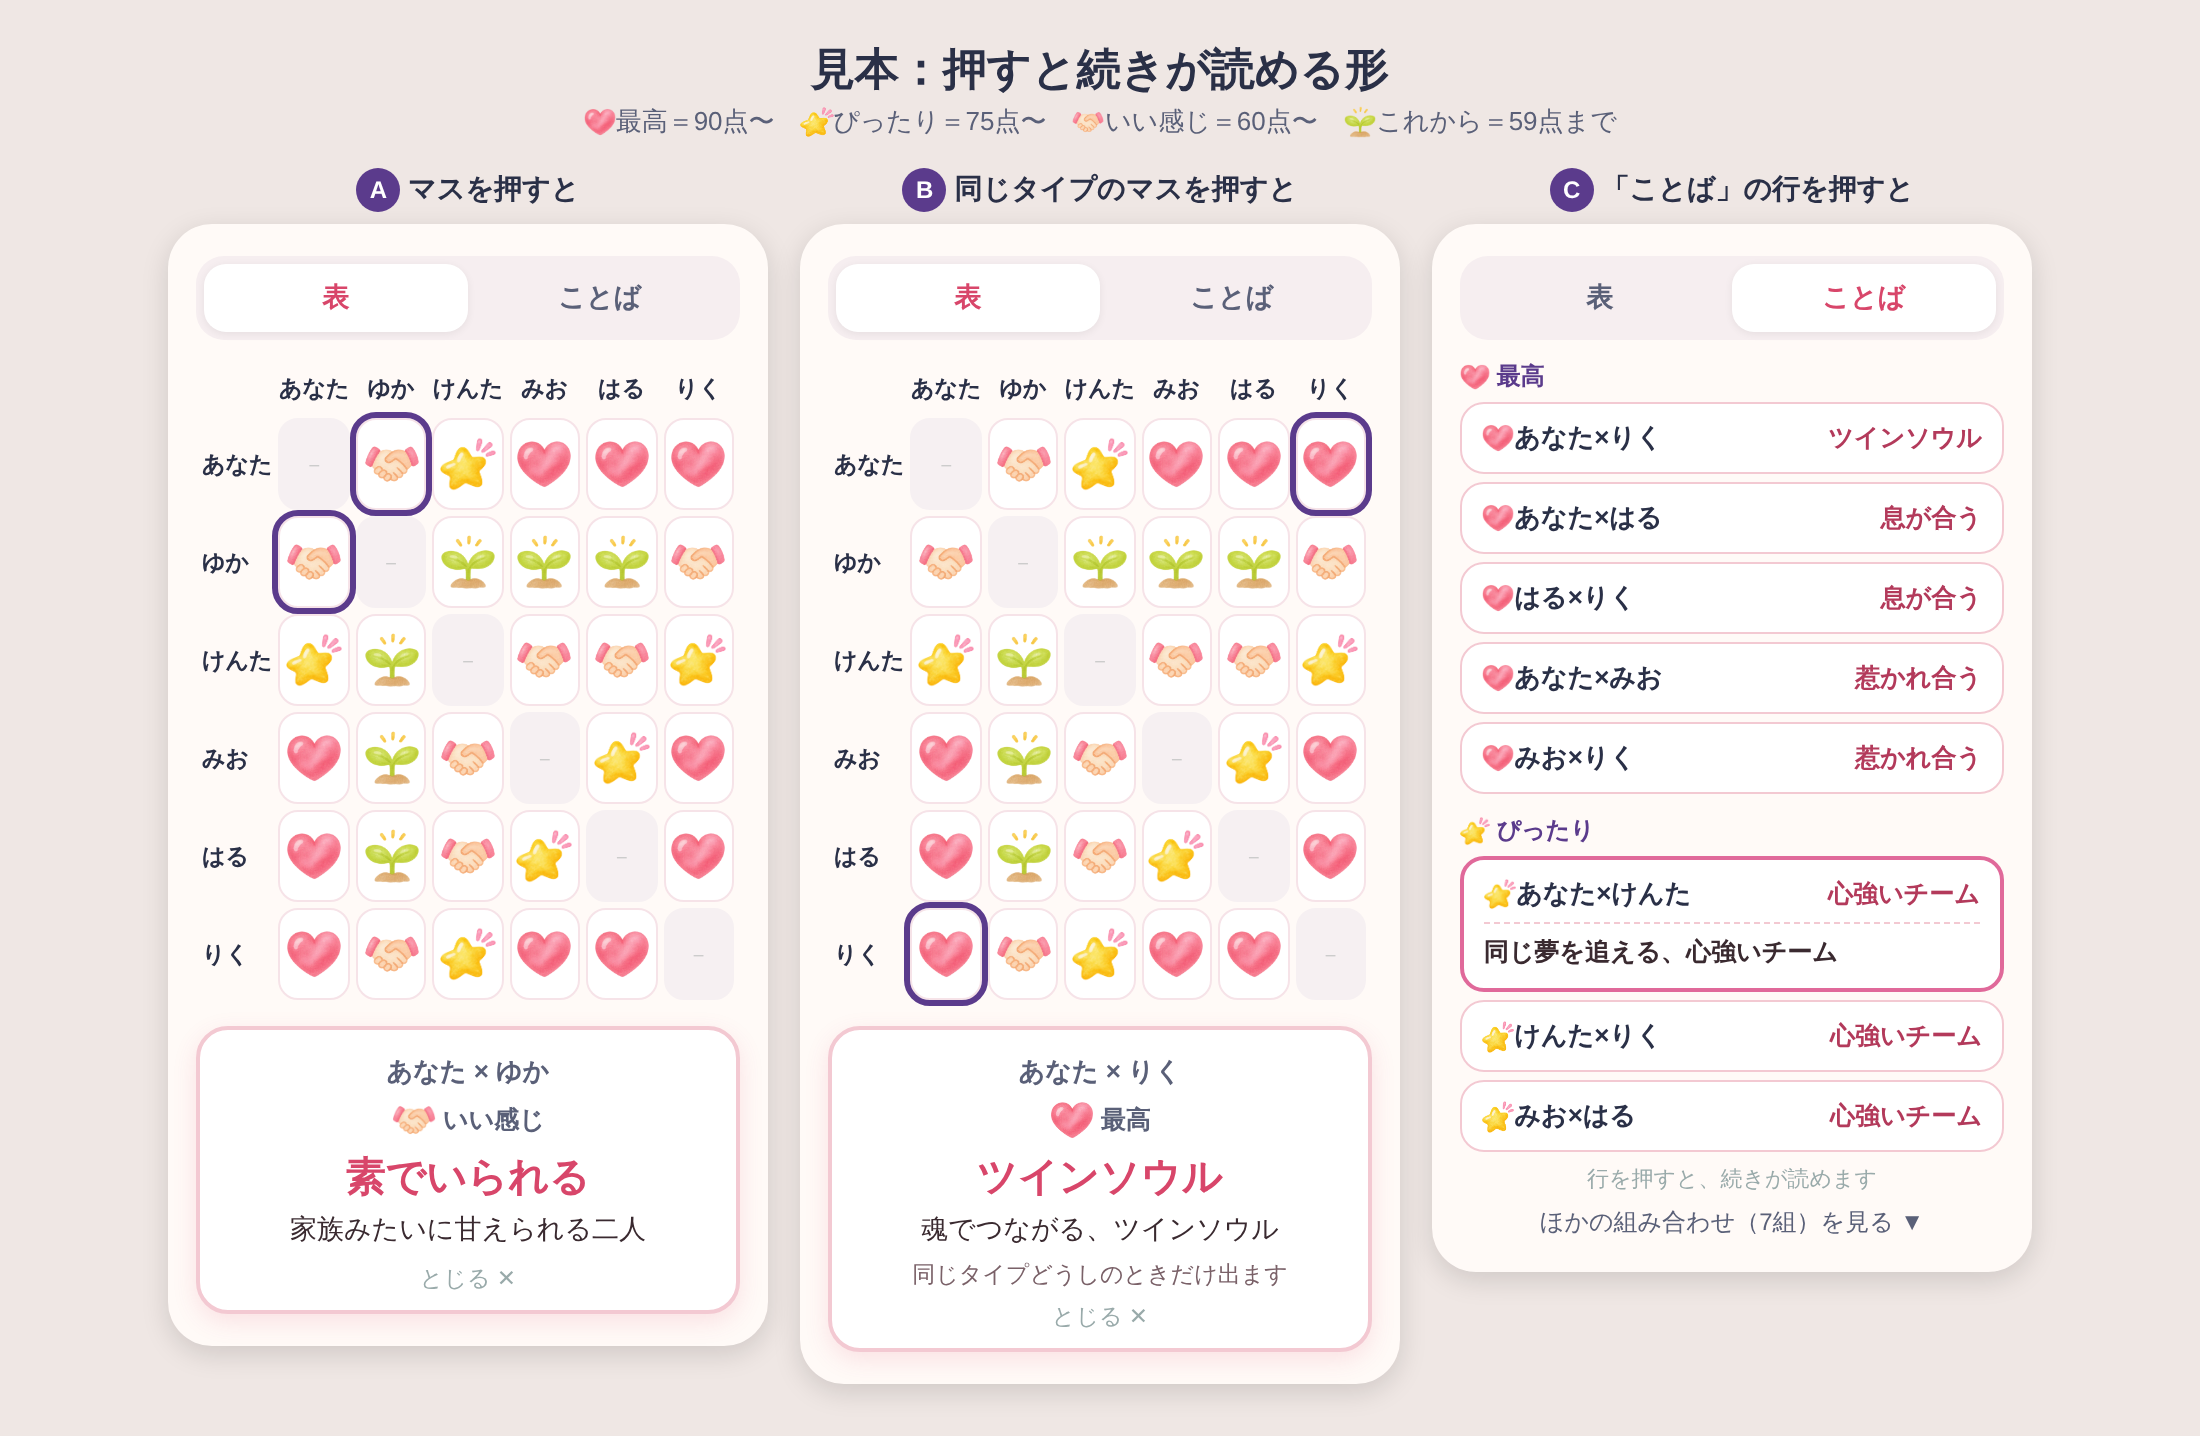 見本：押すと続きが読める形
最高＝90点〜 ぴったり＝75点〜 いい感じ＝60点〜 これから＝59点まで
A マスを押すと
表 ことば
あなた ゆか けんた みお はる りく
あなた –
ゆか –
けんた –
みお –
はる –
りく –
あなた × ゆか
いい感じ
素でいられる
家族みたいに甘えられる二人
とじる ✕
B 同じタイプのマスを押すと
表 ことば
あなた ゆか けんた みお はる りく
あなた –
ゆか –
けんた –
みお –
はる –
りく –
あなた × りく
最高
ツインソウル
魂でつながる、ツインソウル
同じタイプどうしのときだけ出ます
とじる ✕
C 「ことば」の行を押すと
表 ことば
最高
あなた×りく ツインソウル
あなた×はる 息が合う
はる×りく 息が合う
あなた×みお 惹かれ合う
みお×りく 惹かれ合う
ぴったり
あなた×けんた 心強いチーム
同じ夢を追える、心強いチーム
けんた×りく 心強いチーム
みお×はる 心強いチーム
行を押すと、続きが読めます
ほかの組み合わせ（7組）を見る ▼